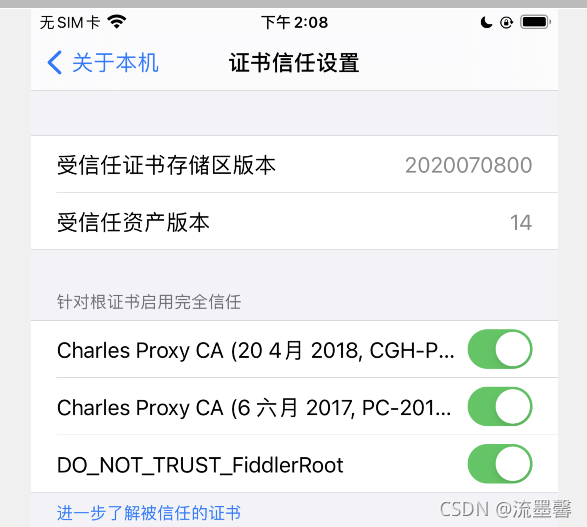 无SIM卡 下午2:08
关于本机 证书信任设置
受信任证书存储区版本 2020070800
受信任资产版本 14
针对根证书启用完全信任
Charles Proxy CA (20 4月 2018, CGH-P...
Charles Proxy CA (6 六月 2017, PC-201...
DO_NOT_TRUST_FiddlerRoot
进一步了解被信任的证书
CSDN @流墨馨